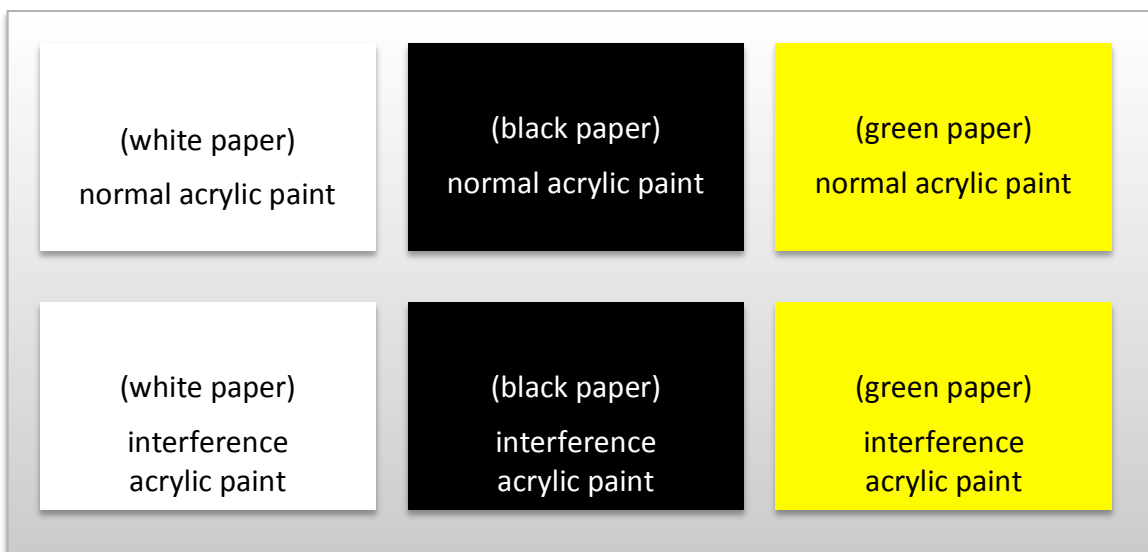 (white paper)
normal acrylic paint
(black paper)
normal acrylic paint
(green paper)
normal acrylic paint
(white paper)
interference
acrylic paint
(black paper)
interference
acrylic paint
(green paper)
interference
acrylic paint